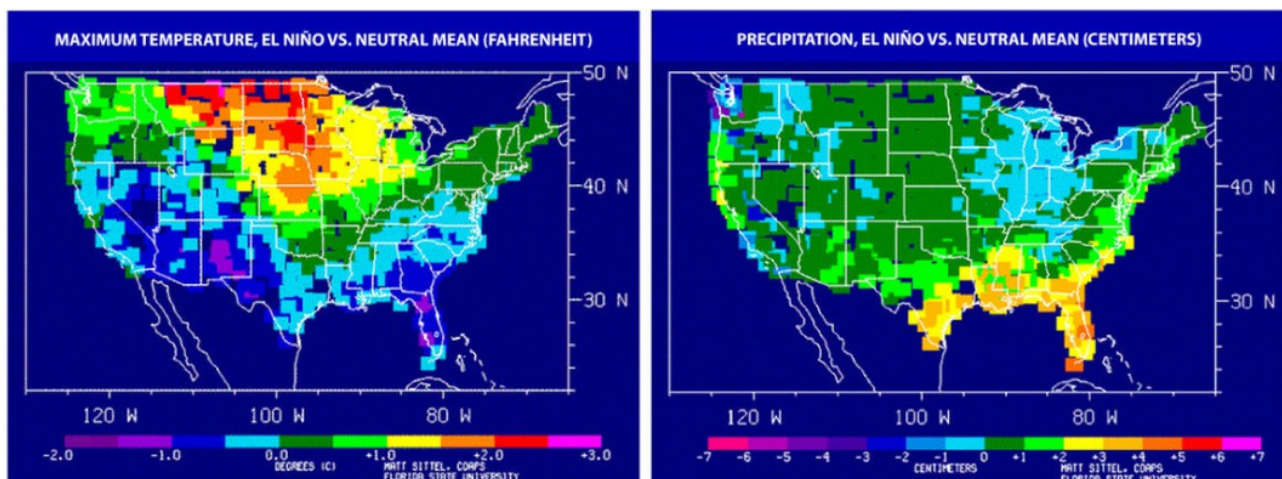 MAXIMUM TEMPERATURE, EL NIÑO VS. NEUTRAL MEAN (FAHRENHEIT)
50 N
40 N
30 N
120 W 100 W 80 W
-2.0 -1.0 0.0 +1.0 +2.0 +3.0
DEGREES (C) MATT SITTEL, COAPS
FLORIDA STATE UNIVERSITY
PRECIPITATION, EL NIÑO VS. NEUTRAL MEAN (CENTIMETERS)
50 N
40 N
30 N
120 W 100 W 80 W
-7 -6 -5 -4 -3 -2 -1 0 +1 +2 +3 +4 +5 +6 +7
CENTIMETERS MATT SITTEL, COAPS
FLORIDA STATE UNIVERSITY